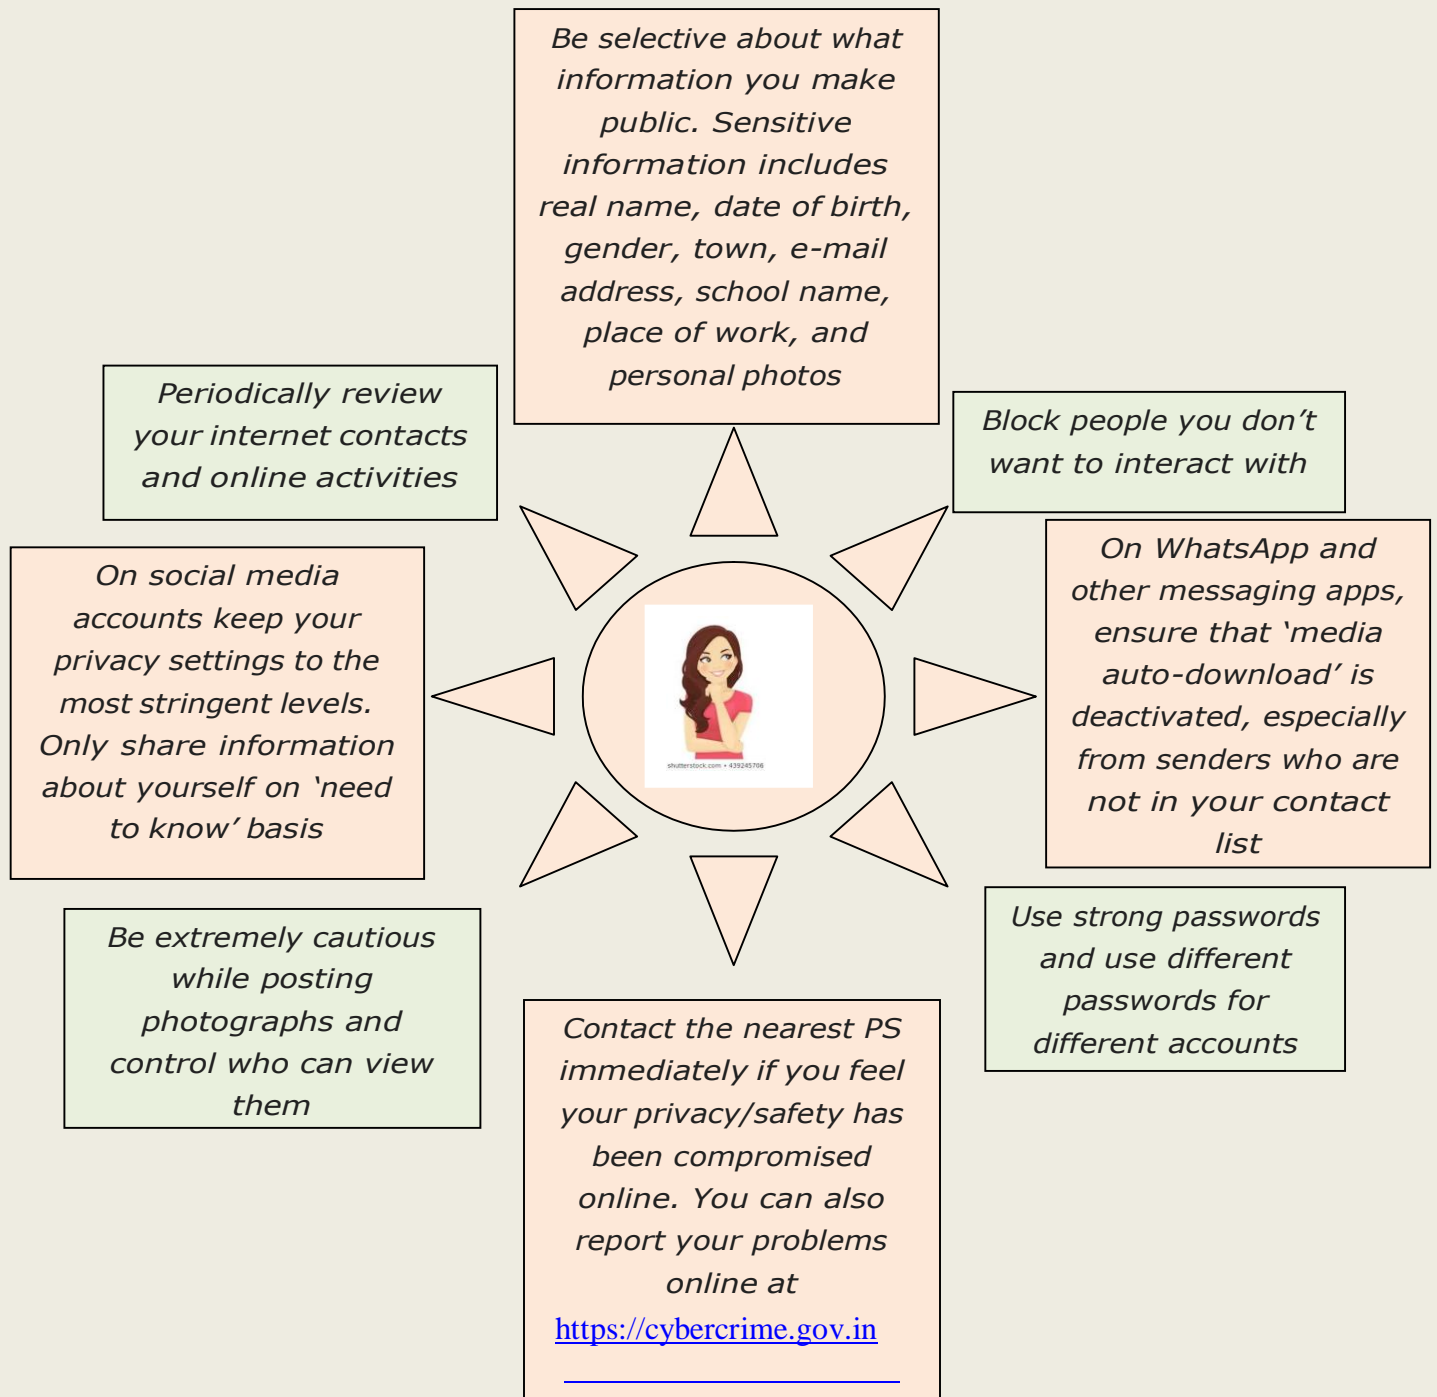 Be selective about what
information you make
public. Sensitive
information includes
real name, date of birth,
gender, town, e-mail
address, school name,
place of work, and
personal photos
Periodically review
your internet contacts
and online activities
Block people you don’t
want to interact with
On social media
accounts keep your
privacy settings to the
most stringent levels.
Only share information
about yourself on ‘need
to know’ basis
On WhatsApp and
other messaging apps,
ensure that ‘media
auto-download’ is
deactivated, especially
from senders who are
not in your contact
list
shutterstock.com • 439245706
Be extremely cautious
while posting
photographs and
control who can view
them
Use strong passwords
and use different
passwords for
different accounts
Contact the nearest PS
immediately if you feel
your privacy/safety has
been compromised
online. You can also
report your problems
online at
https://cybercrime.gov.in